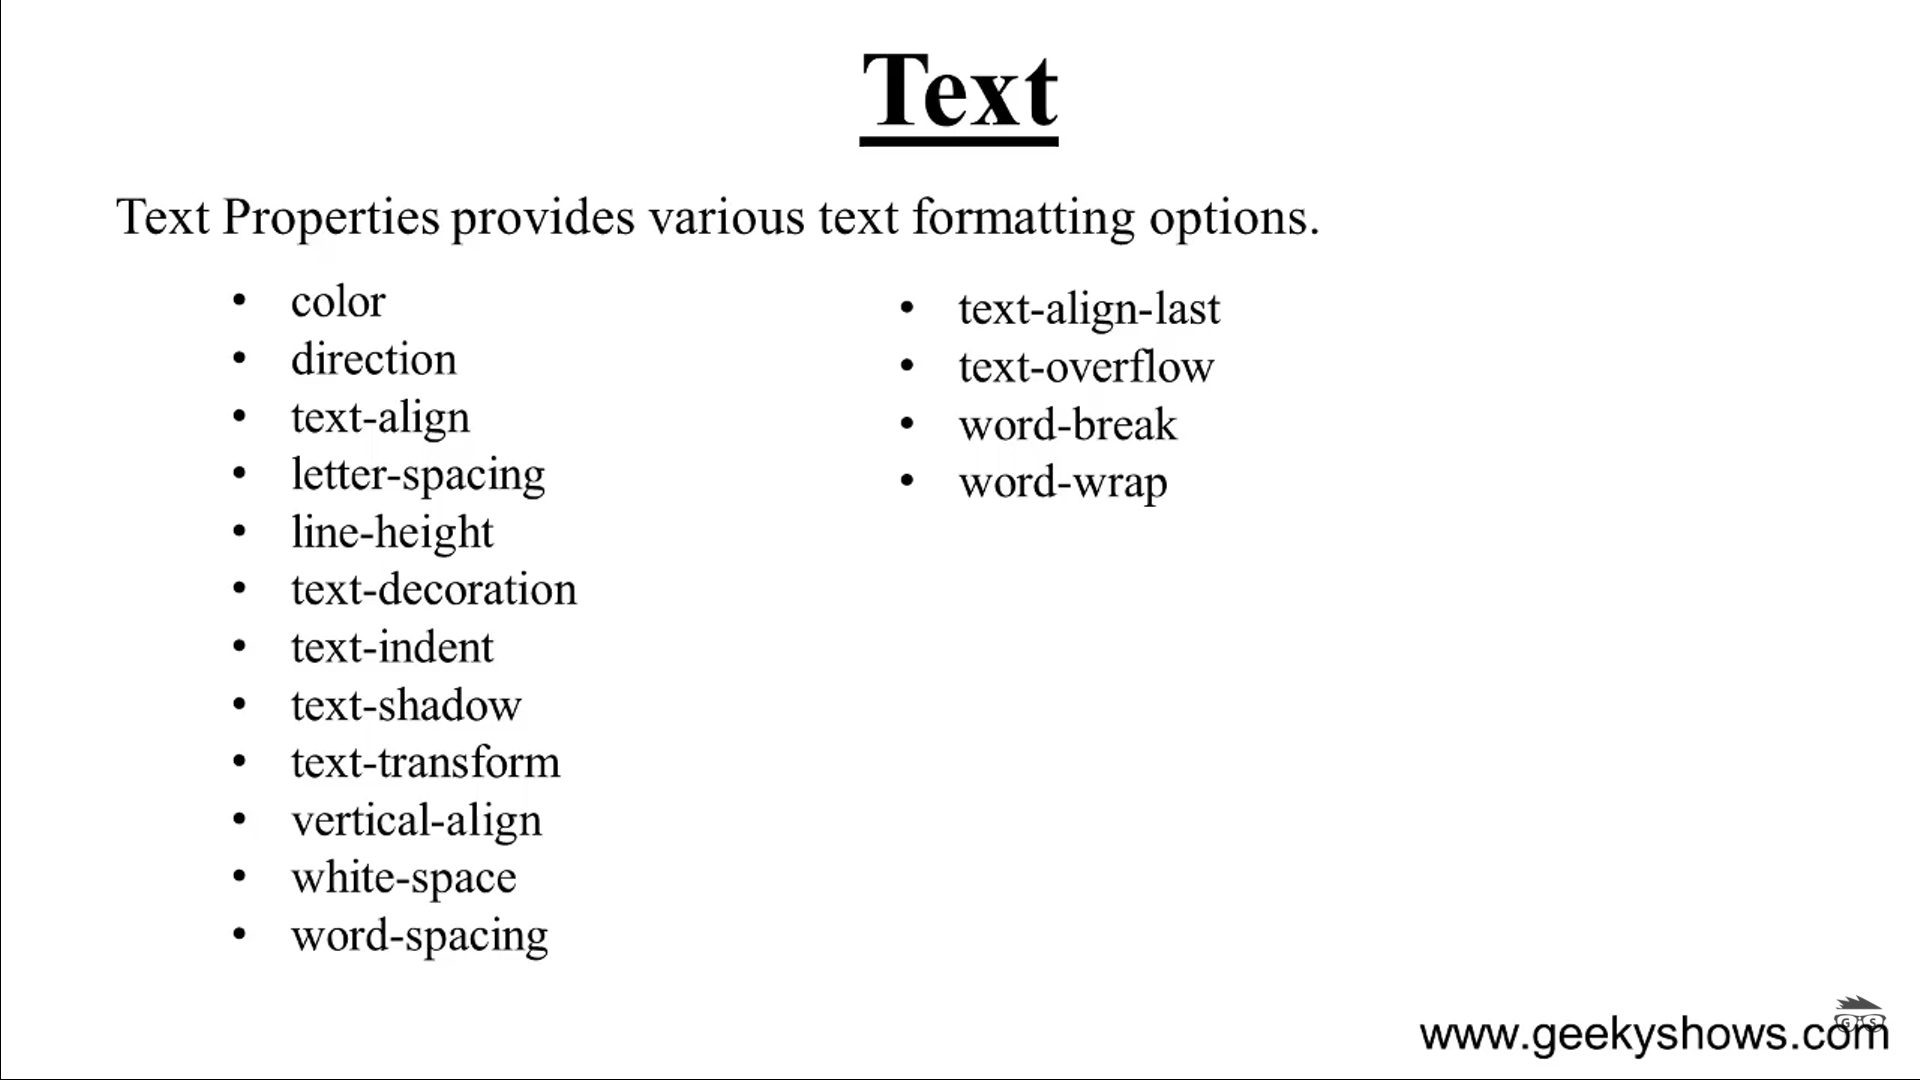 Text
Text Properties provides various text formatting options.
• color
• direction
• text-align
• letter-spacing
• line-height
• text-decoration
• text-indent
• text-shadow
• text-transform
• vertical-align
• white-space
• word-spacing
• text-align-last
• text-overflow
• word-break
• word-wrap
www.geekyshows.com
GS